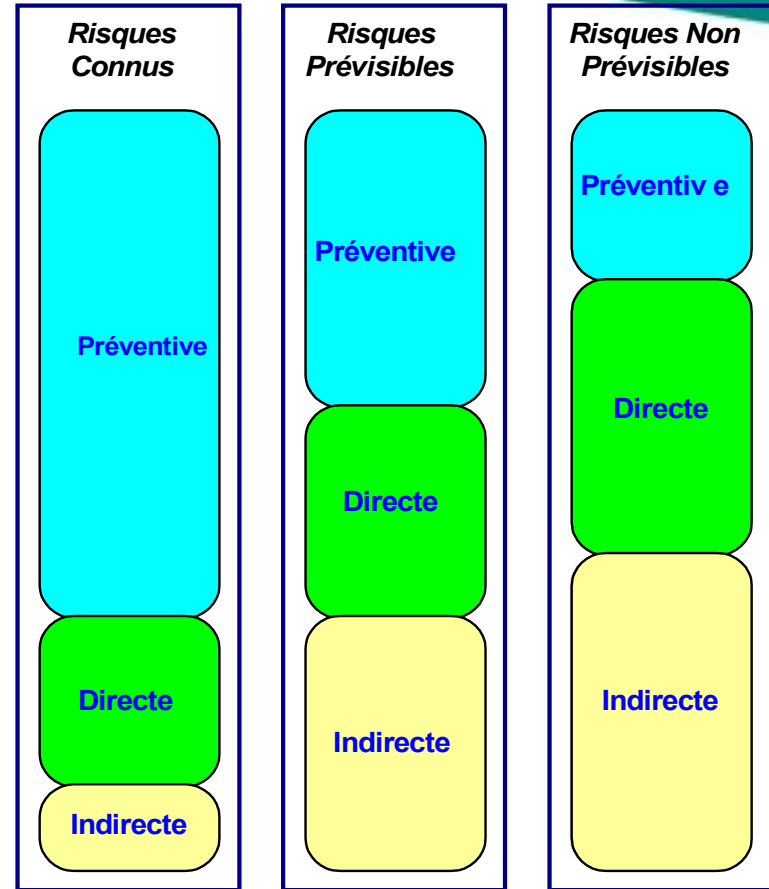 Risques
Connus
Préventive
Directe
Indirecte
Risques
Prévisibles
Préventive
Directe
Indirecte
Risques Non
Prévisibles
Préventiv e
Directe
Indirecte